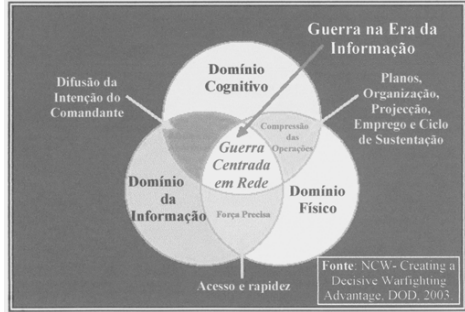 Guerra na Era da
Informação
Domínio
Cognitivo
Difusão da
Intenção do
Comandante
Planos,
Organização,
Projecção,
Emprego e Ciclo
de Sustentação
Compressão
das
Operações
Guerra
Centrada
em Rede
Domínio
da
Informação
Domínio
Físico
Força Precisa
Acesso e rapidez
Fonte: NCW- Creating a
Decisive Warfighting
Advantage, DOD, 2003.